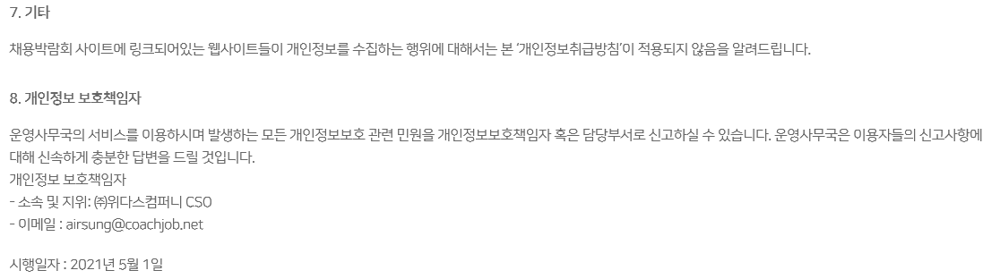 7. 기타
채용박람회 사이트에 링크되어있는 웹사이트들이 개인정보를 수집하는 행위에 대해서는 본 ‘개인정보취급방침’이 적용되지 않음을 알려드립니다.
8. 개인정보 보호책임자
운영사무국의 서비스를 이용하시며 발생하는 모든 개인정보보호 관련 민원을 개인정보보호책임자 혹은 담당부서로 신고하실 수 있습니다. 운영사무국은 이용자들의 신고사항에
대해 신속하게 충분한 답변을 드릴 것입니다.
개인정보 보호책임자
- 소속 및 지위: ㈜위다스컴퍼니 CSO
- 이메일 : airsung@coachjob.net
시행일자 : 2021년 5월 1일